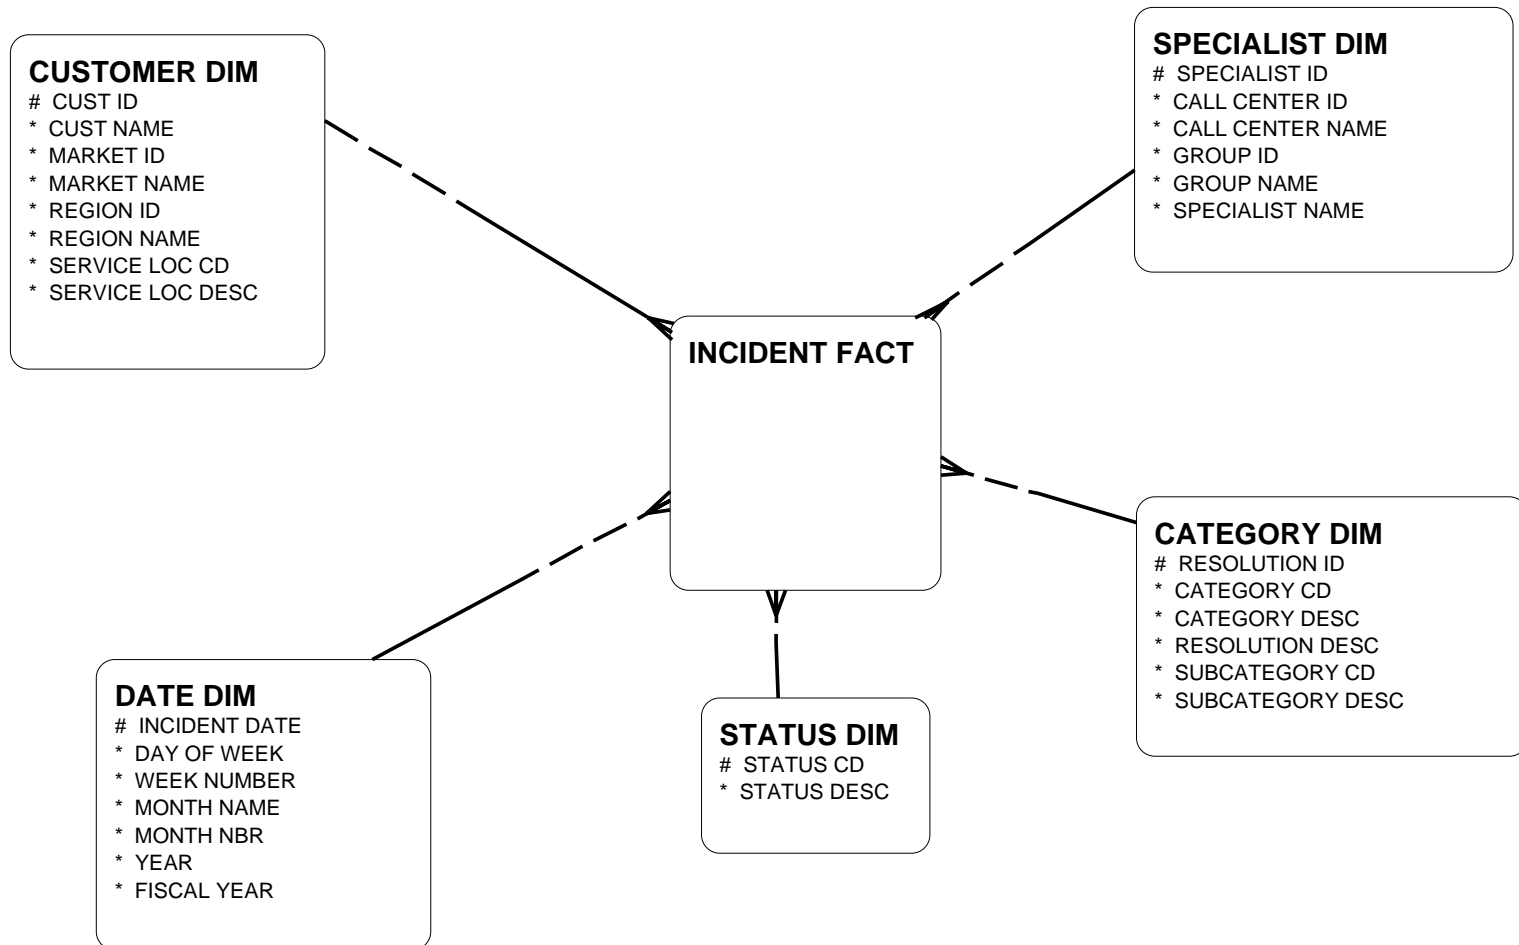 CUSTOMER DIM
# CUST ID
* CUST NAME
* MARKET ID
* MARKET NAME
* REGION ID
* REGION NAME
* SERVICE LOC CD
* SERVICE LOC DESC
SPECIALIST DIM
# SPECIALIST ID
* CALL CENTER ID
* CALL CENTER NAME
* GROUP ID
* GROUP NAME
* SPECIALIST NAME
INCIDENT FACT
CATEGORY DIM
# RESOLUTION ID
* CATEGORY CD
* CATEGORY DESC
* RESOLUTION DESC
* SUBCATEGORY CD
* SUBCATEGORY DESC
DATE DIM
# INCIDENT DATE
* DAY OF WEEK
* WEEK NUMBER
* MONTH NAME
* MONTH NBR
* YEAR
* FISCAL YEAR
STATUS DIM
# STATUS CD
* STATUS DESC